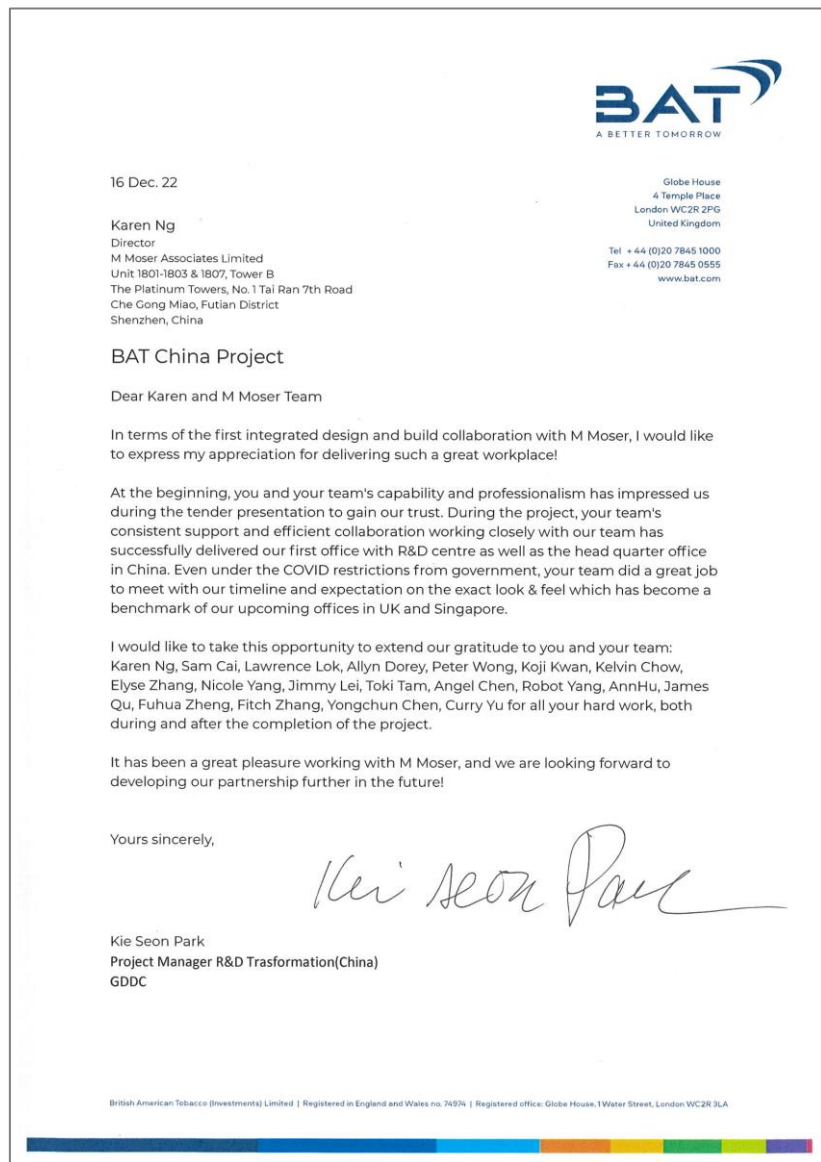 BAT
A BETTER TOMORROW
16 Dec. 22
Globe House
4 Temple Place
London WC2R 2PG
United Kingdom
Tel + 44 (0)20 7845 1000
Fax + 44 (0)20 7845 0555
www.bat.com
Karen Ng
Director
M Moser Associates Limited
Unit 1801-1803 & 1807, Tower B
The Platinum Towers, No. 1 Tai Ran 7th Road
Che Gong Miao, Futian District
Shenzhen, China
BAT China Project
Dear Karen and M Moser Team
In terms of the first integrated design and build collaboration with M Moser, I would like
to express my appreciation for delivering such a great workplace!
At the beginning, you and your team's capability and professionalism has impressed us
during the tender presentation to gain our trust. During the project, your team's
consistent support and efficient collaboration working closely with our team has
successfully delivered our first office with R&D centre as well as the head quarter office
in China. Even under the COVID restrictions from government, your team did a great job
to meet with our timeline and expectation on the exact look & feel which has become a
benchmark of our upcoming offices in UK and Singapore.
I would like to take this opportunity to extend our gratitude to you and your team:
Karen Ng, Sam Cai, Lawrence Lok, Allyn Dorey, Peter Wong, Koji Kwan, Kelvin Chow,
Elyse Zhang, Nicole Yang, Jimmy Lei, Toki Tam, Angel Chen, Robot Yang, AnnHu, James
Qu, Fuhua Zheng, Fitch Zhang, Yongchun Chen, Curry Yu for all your hard work, both
during and after the completion of the project.
It has been a great pleasure working with M Moser, and we are looking forward to
developing our partnership further in the future!
Yours sincerely,
Kei seon Park
Kie Seon Park
Project Manager R&D Trasformation(China)
GDDC
British American Tobacco (Investments) Limited | Registered in England and Wales no. 74974 | Registered office: Globe House, 1 Water Street, London WC2R 3LA